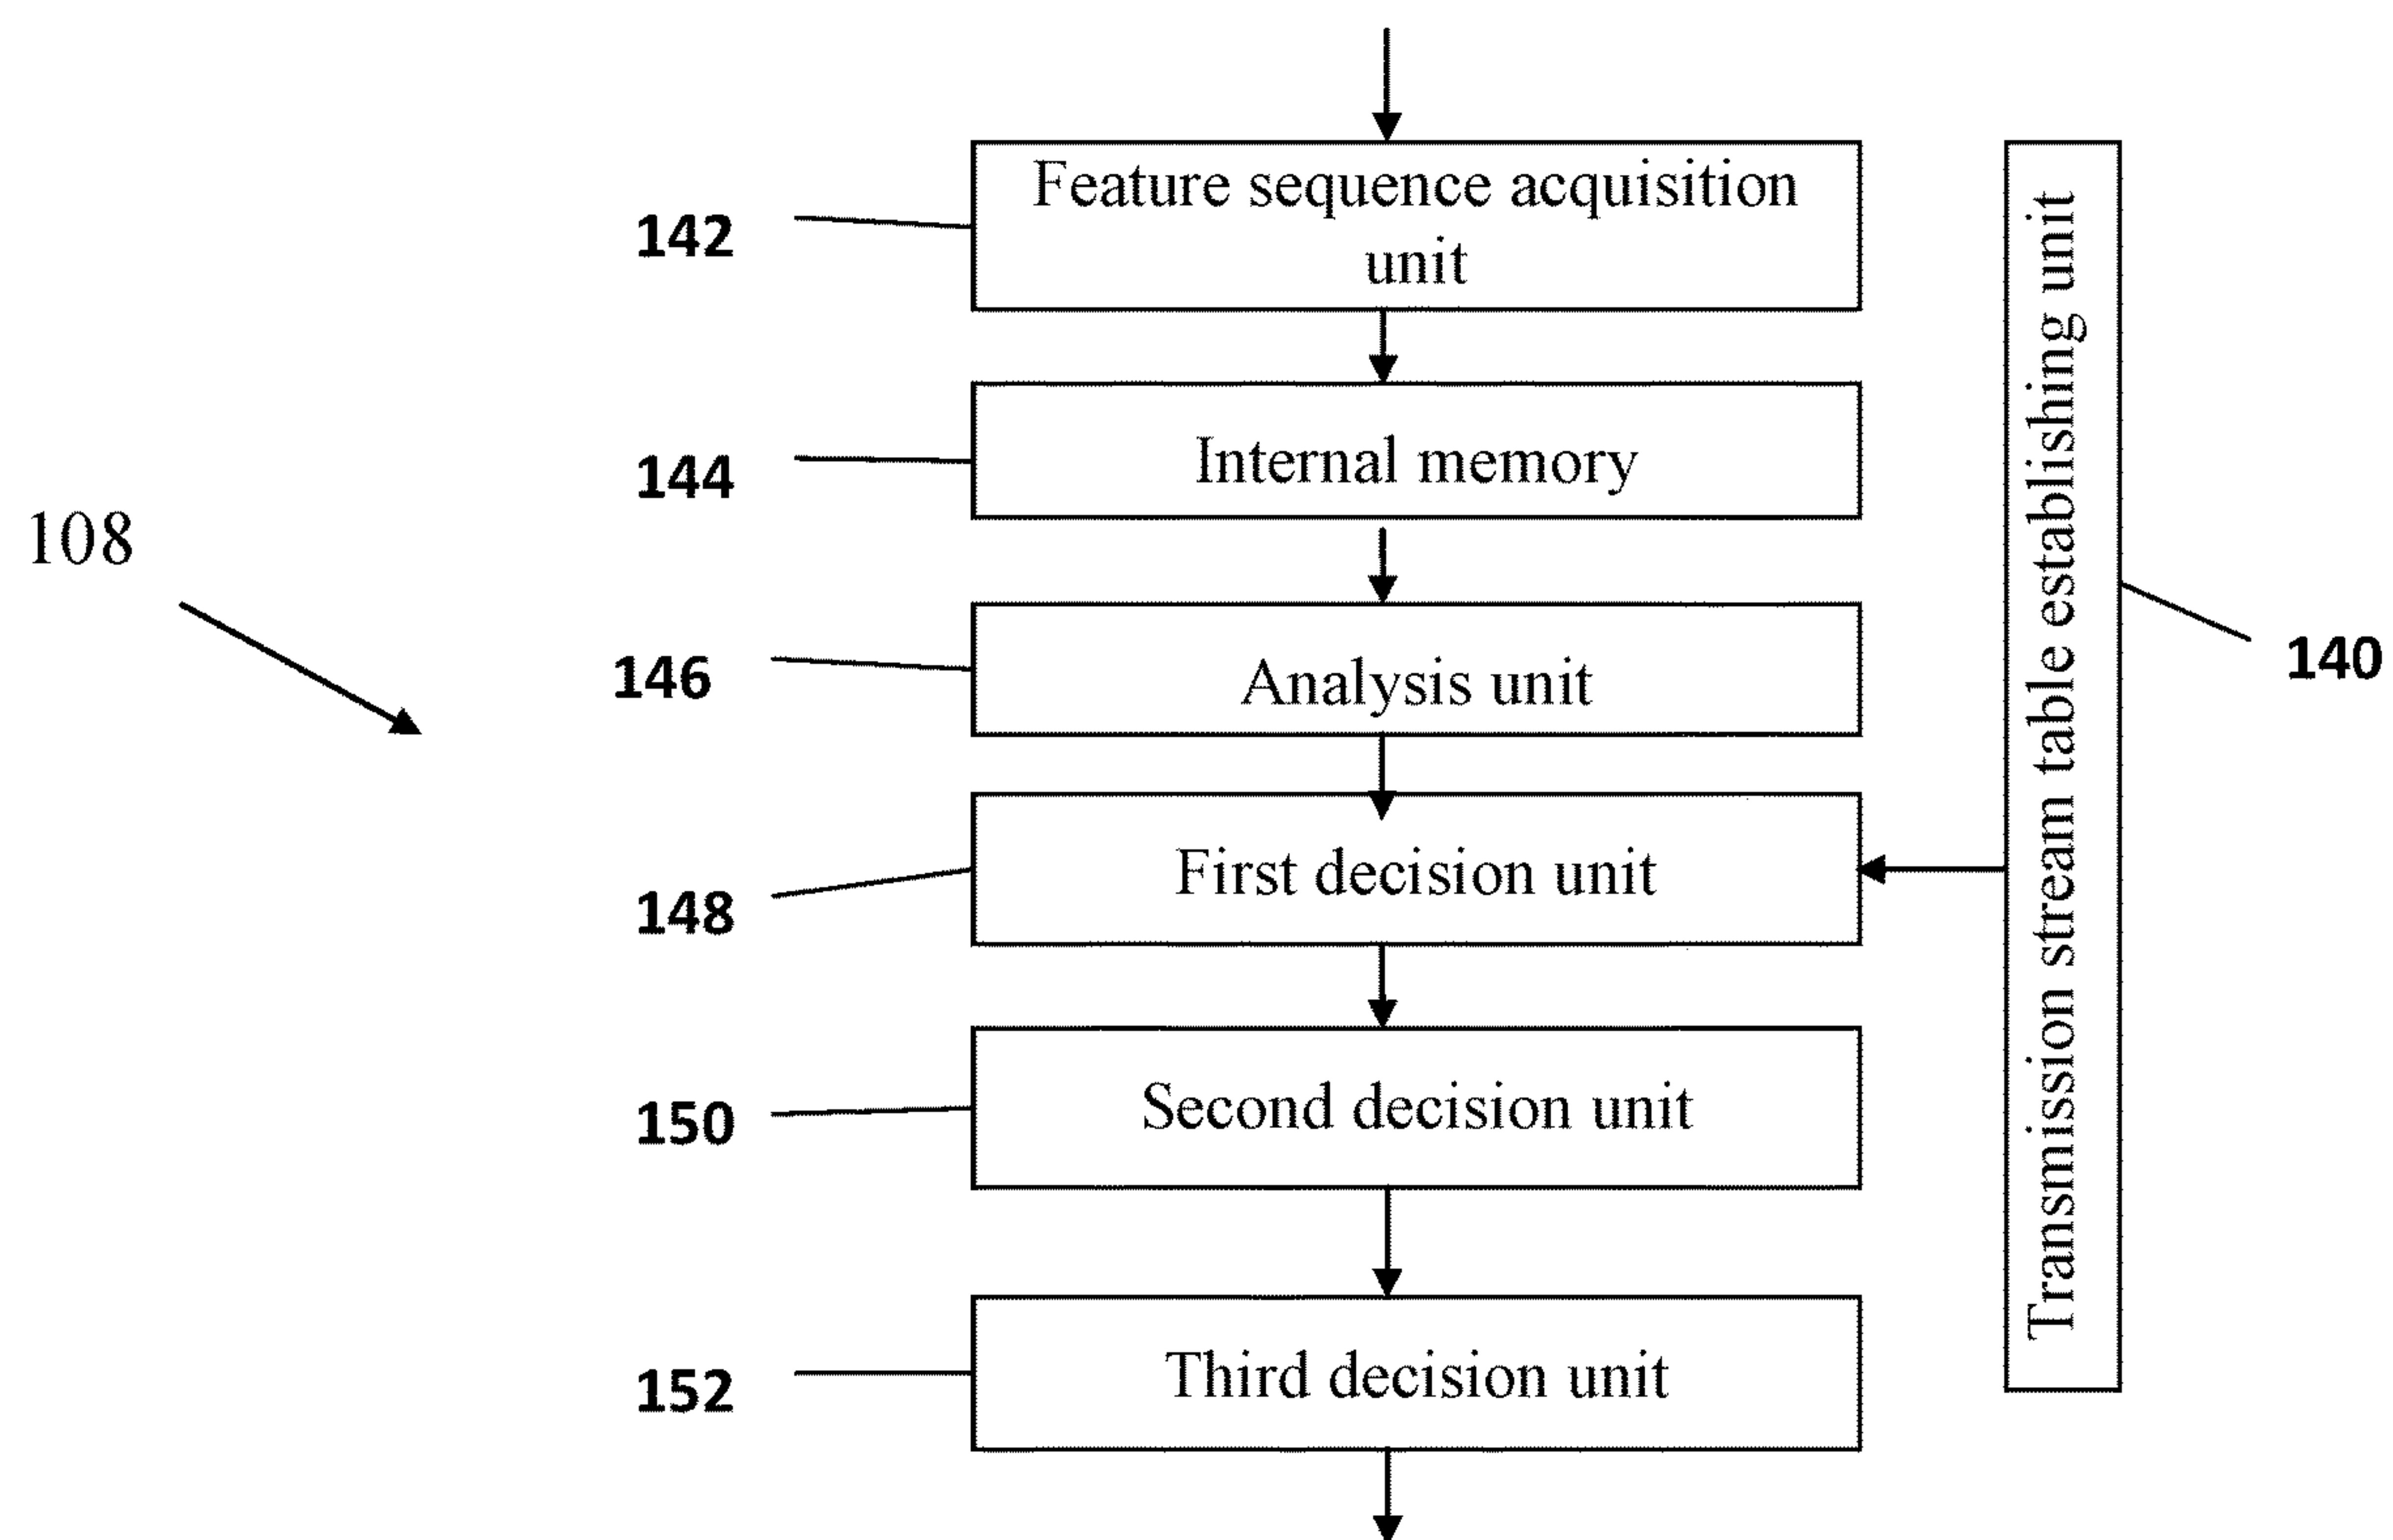 142
Feature sequence acquisition
unit
144
Internal memory
108
146
Analysis unit
140
Transmission stream table establishing unit
148
First decision unit
150
Second decision unit
152
Third decision unit